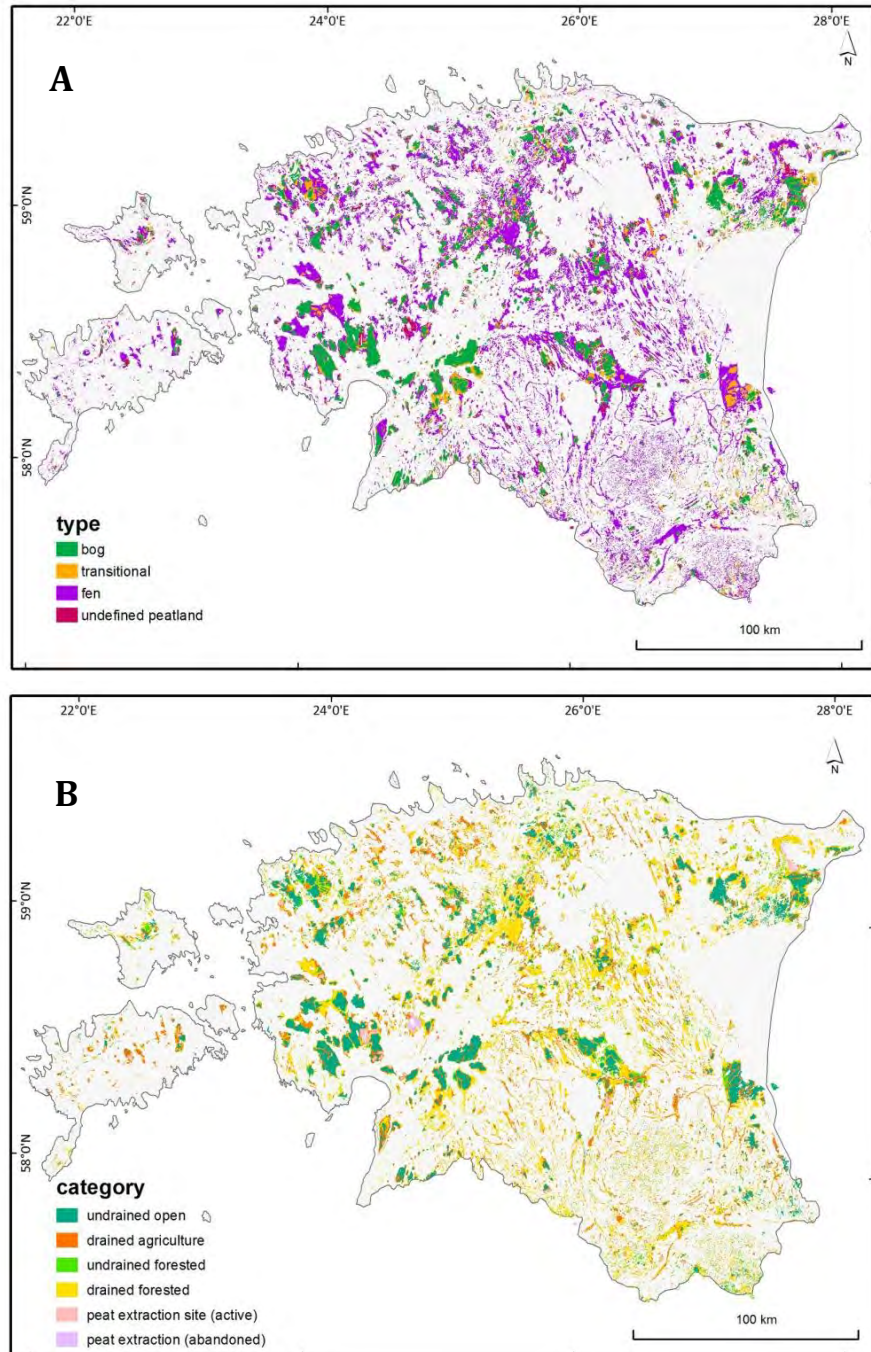 22°0'E 24°0'E 26°0'E 28°0'E
A
N
59°0'N
58°0'N
type
bog
transitional
fen
undefined peatland
100 km
22°0'E 24°0'E 26°0'E 28°0'E
B
N
59°0'N
58°0'N
category
undrained open
drained agriculture
undrained forested
drained forested
peat extraction site (active)
peat extraction (abandoned)
100 km